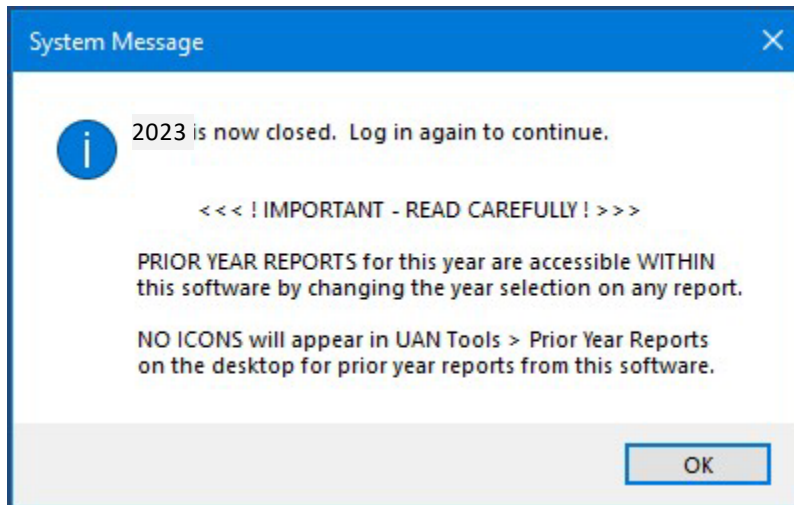 System Message
2023 is now closed. Log in again to continue.
< < < ! IMPORTANT - READ CAREFULLY ! > > >
PRIOR YEAR REPORTS for this year are accessible WITHIN
this software by changing the year selection on any report.
NO ICONS will appear in UAN Tools > Prior Year Reports
on the desktop for prior year reports from this software.
OK